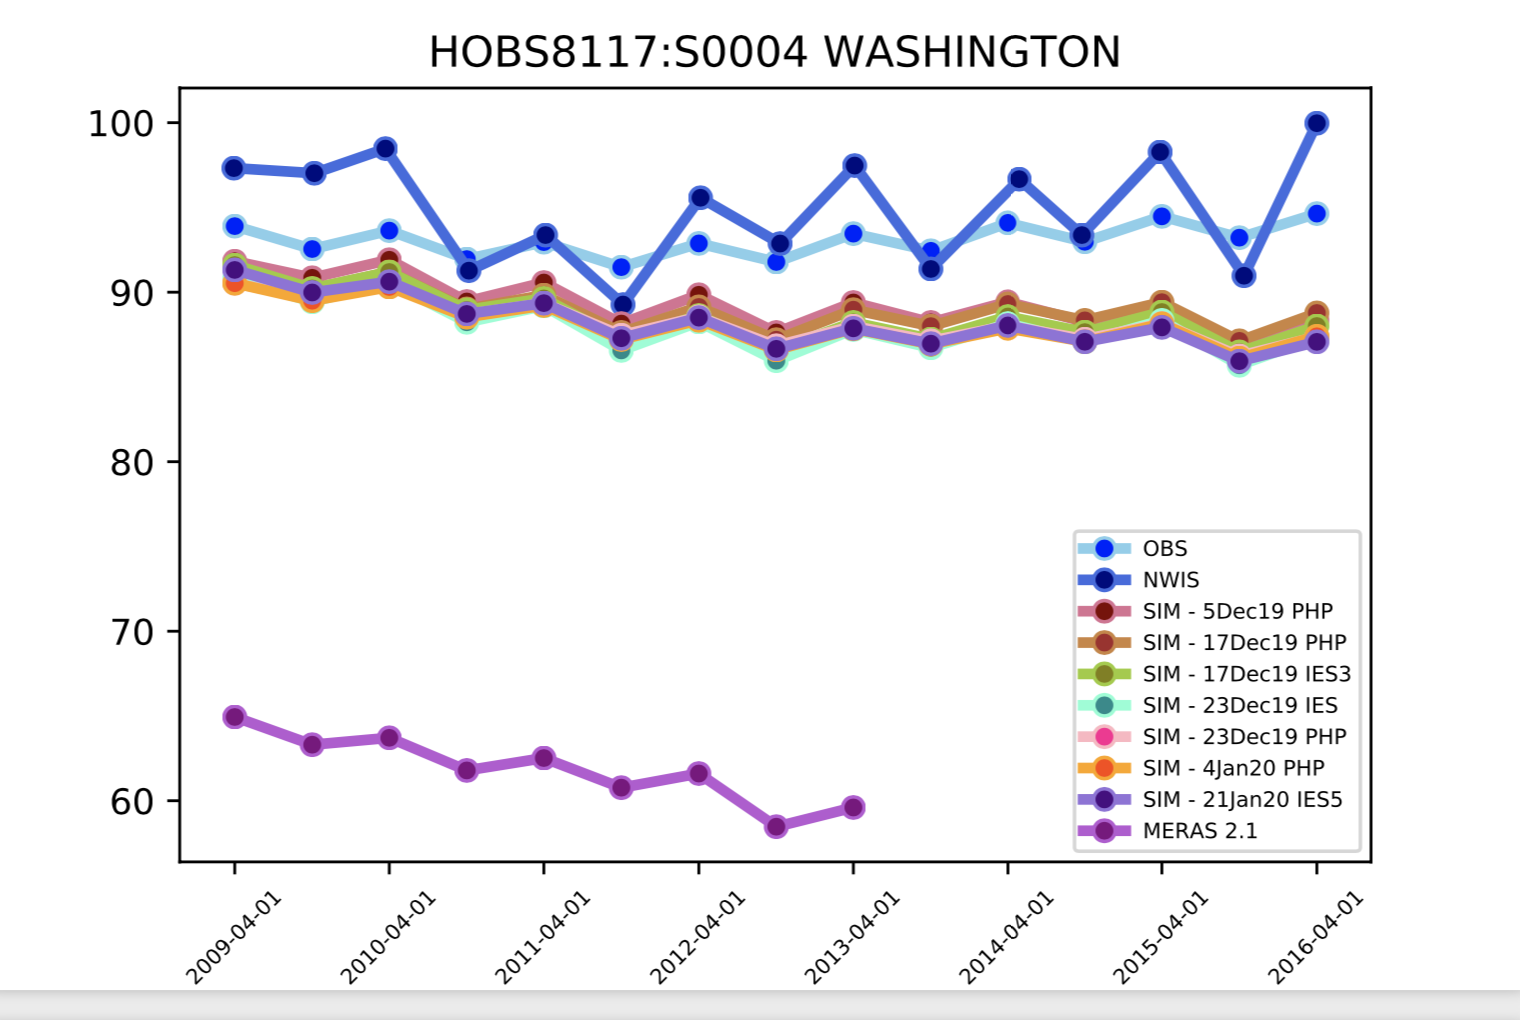 HOBS8117:S0004 WASHINGTON
100
90
80
70
60
OBS
NWIS
SIM - 5Dec19 PHP
SIM - 17Dec19 PHP
SIM - 17Dec19 IES3
SIM - 23Dec19 IES
SIM - 23Dec19 PHP
SIM - 4Jan20 PHP
SIM - 21Jan20 IES5
MERAS 2.1
2009-04-01
2010-04-01
2011-04-01
2012-04-01
2013-04-01
2014-04-01
2015-04-01
2016-04-01